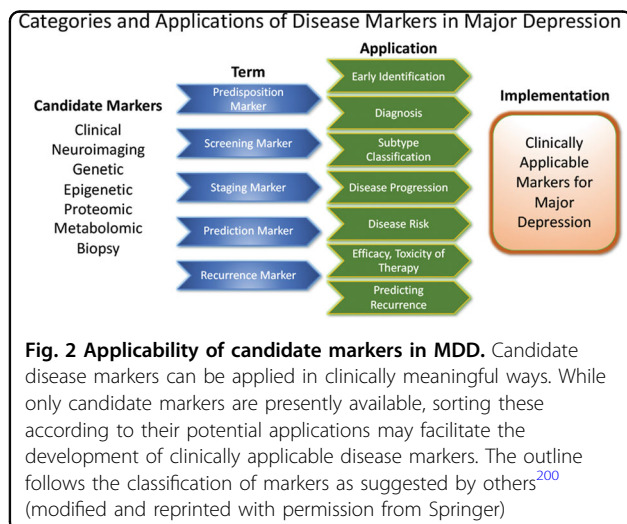 Categories and Applications of Disease Markers in Major Depression
Candidate Markers
Clinical
Neuroimaging
Genetic
Epigenetic
Proteomic
Metabolomic
Biopsy
Term
Predisposition
Marker
Screening Marker
Staging Marker
Prediction Marker
Recurrence Marker
Application
Early Identification
Diagnosis
Subtype
Classification
Disease Progression
Disease Risk
Efficacy, Toxicity of
Therapy
Predicting
Recurrence
Implementation
Clinically
Applicable
Markers for
Major
Depression
Fig. 2 Applicability of candidate markers in MDD. Candidate
disease markers can be applied in clinically meaningful ways. While
only candidate markers are presently available, sorting these
according to their potential applications may facilitate the
development of clinically applicable disease markers. The outline
follows the classification of markers as suggested by others200
(modified and reprinted with permission from Springer)